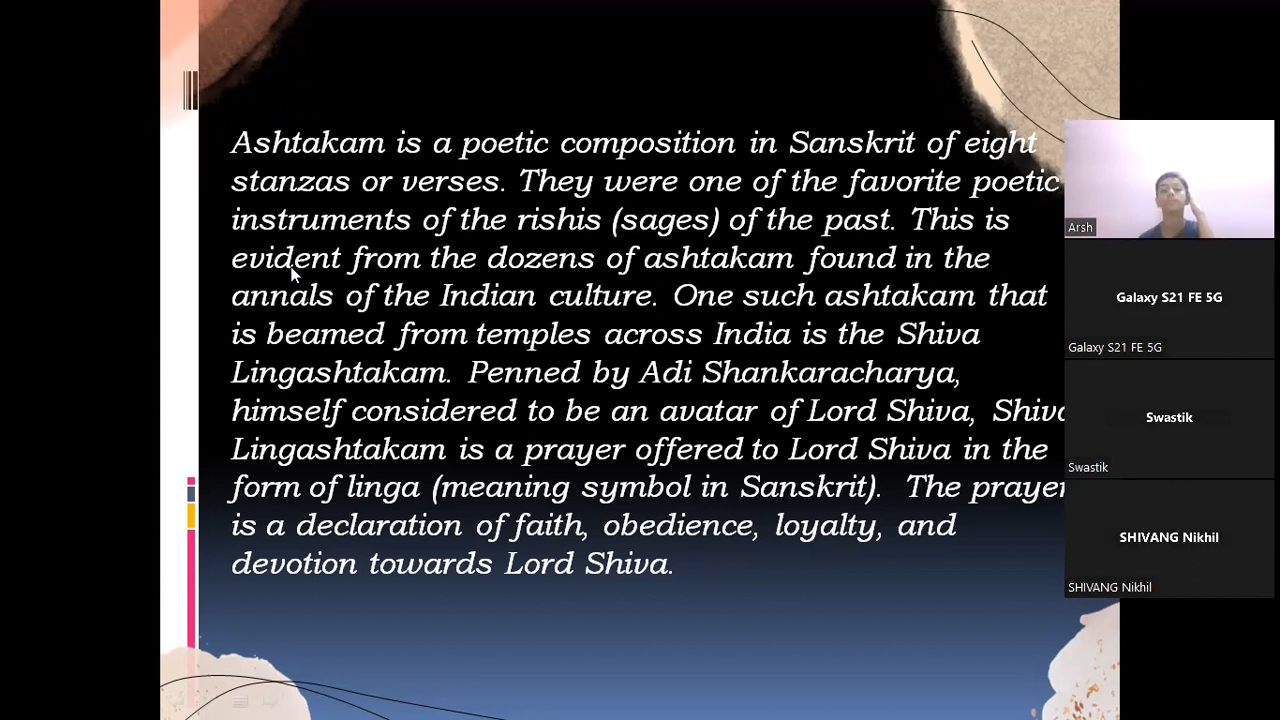 Ashtakam is a poetic composition in Sanskrit of eight
stanzas or verses. They were one of the favorite poetic
instruments of the rishis (sages) of the past. This is
evident from the dozens of ashtakam found in the
annals of the Indian culture. One such ashtakam that
is beamed from temples across India is the Shiva
Lingashtakam. Penned by Adi Shankaracharya,
himself considered to be an avatar of Lord Shiva, Shiva
Lingashtakam is a prayer offered to Lord Shiva in the
form of linga (meaning symbol in Sanskrit). The prayer
is a declaration of faith, obedience, loyalty, and
devotion towards Lord Shiva.
Arsh
Galaxy S21 FE 5G
Galaxy S21 FE 5G
Swastik
Swastik
SHIVANG Nikhil
SHIVANG Nikhil